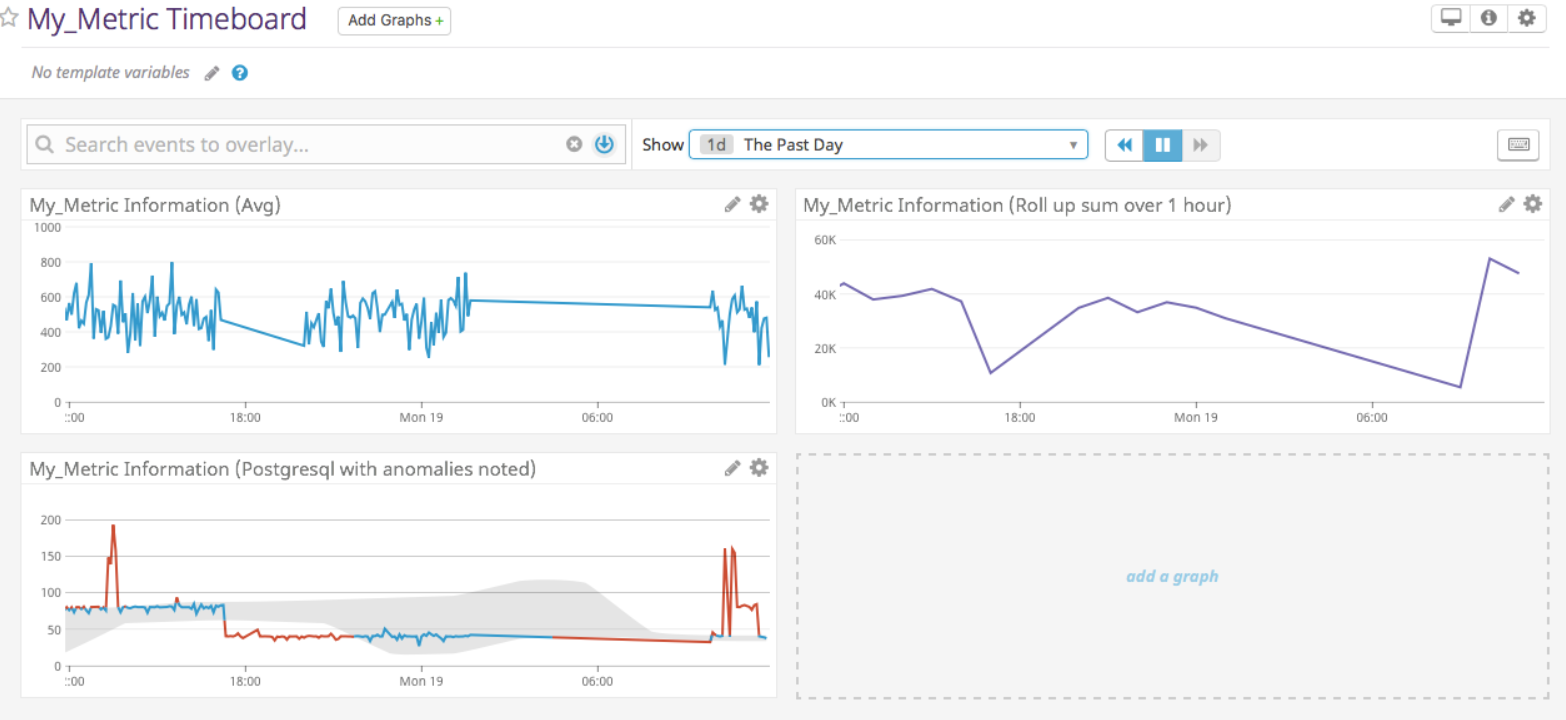 My_Metric Timeboard
Add Graphs +
No template variables
Search events to overlay...
Show
1d The Past Day
My_Metric Information (Avg)
1000
800
600
400
200
0
::00 18:00 Mon 19 06:00
My_Metric Information (Roll up sum over 1 hour)
60K
40K
20K
0K
::00 18:00 Mon 19 06:00
My_Metric Information (Postgresql with anomalies noted)
200
150
100
50
0
::00 18:00 Mon 19 06:00
add a graph